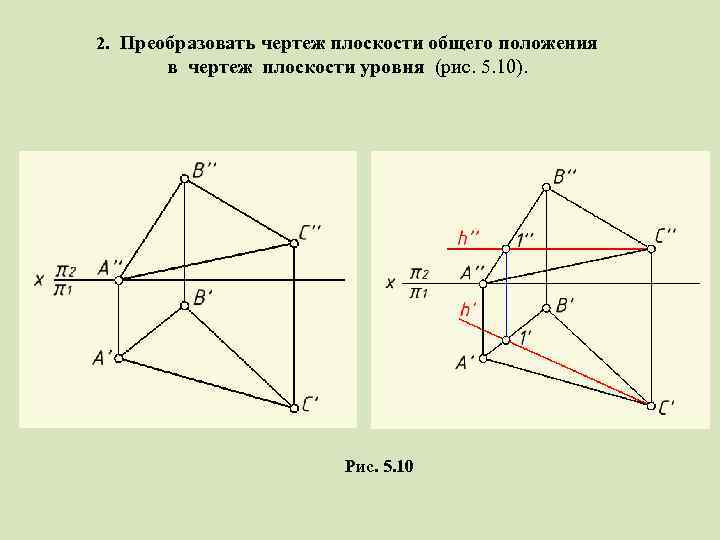 2. Преобразовать чертеж плоскости общего положения
в чертеж плоскости уровня (рис. 5.10).
B''
C''
A''
x π2
π1
B'
A'
C'
B''
h''
1''
C''
A''
x π2
π1
h'
B'
1'
A'
C'
Рис. 5.10